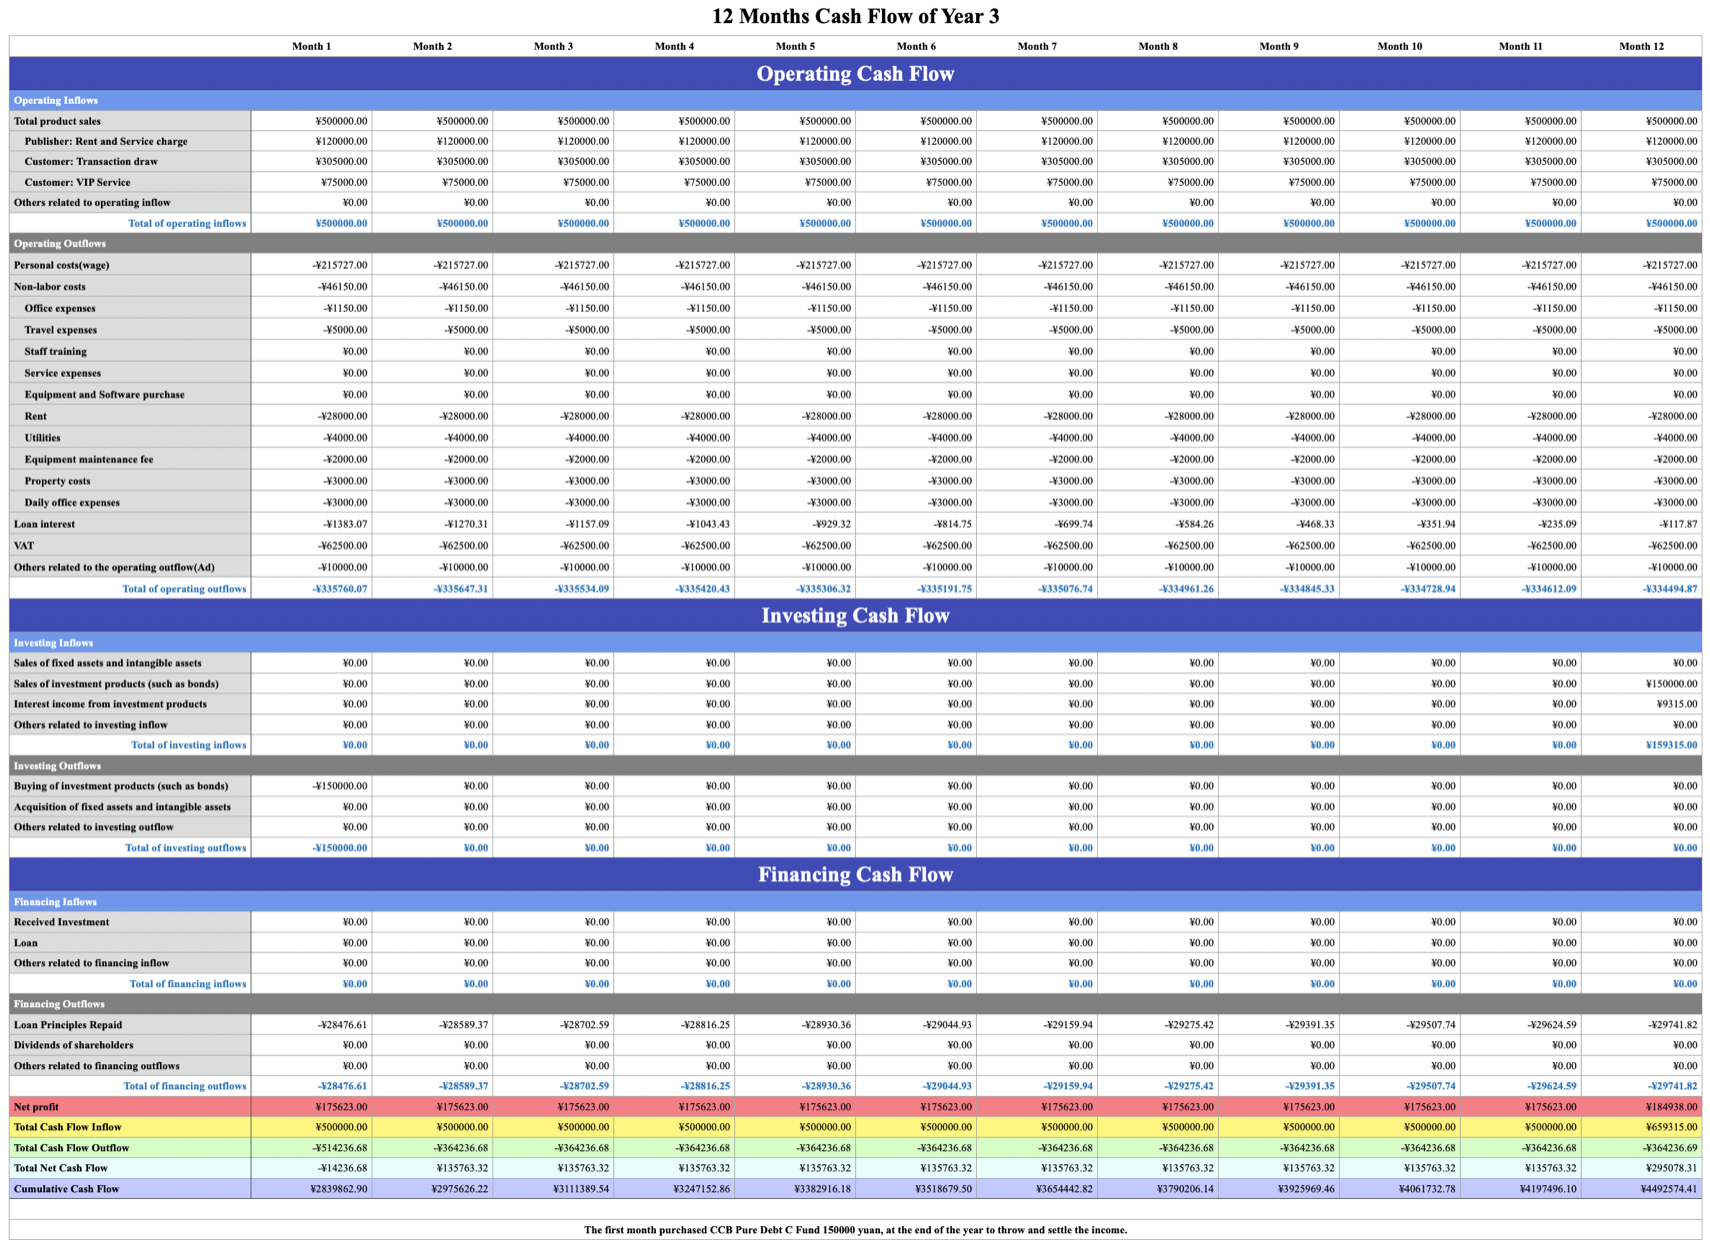 12 Months Cash Flow of Year 3
Month 1 Month 2 Month 3 Month 4 Month 5 Month 6 Month 7 Month 8 Month 9 Month 10 Month 11 Month 12
Operating Cash Flow
Operating Inflows
Total product sales ¥500000.00 ¥500000.00 ¥500000.00 ¥500000.00 ¥500000.00 ¥500000.00 ¥500000.00 ¥500000.00 ¥500000.00 ¥500000.00 ¥500000.00 ¥500000.00
Publisher: Rent and Service charge ¥120000.00 ¥120000.00 ¥120000.00 ¥120000.00 ¥120000.00 ¥120000.00 ¥120000.00 ¥120000.00 ¥120000.00 ¥120000.00 ¥120000.00 ¥120000.00
Customer: Transaction draw ¥305000.00 ¥305000.00 ¥305000.00 ¥305000.00 ¥305000.00 ¥305000.00 ¥305000.00 ¥305000.00 ¥305000.00 ¥305000.00 ¥305000.00 ¥305000.00
Customer: VIP Service ¥75000.00 ¥75000.00 ¥75000.00 ¥75000.00 ¥75000.00 ¥75000.00 ¥75000.00 ¥75000.00 ¥75000.00 ¥75000.00 ¥75000.00 ¥75000.00
Others related to operating inflow ¥0.00 ¥0.00 ¥0.00 ¥0.00 ¥0.00 ¥0.00 ¥0.00 ¥0.00 ¥0.00 ¥0.00 ¥0.00 ¥0.00
Total of operating inflows ¥500000.00 ¥500000.00 ¥500000.00 ¥500000.00 ¥500000.00 ¥500000.00 ¥500000.00 ¥500000.00 ¥500000.00 ¥500000.00 ¥500000.00 ¥500000.00
Operating Outflows
Personal costs(wage) -¥215727.00 -¥215727.00 -¥215727.00 -¥215727.00 -¥215727.00 -¥215727.00 -¥215727.00 -¥215727.00 -¥215727.00 -¥215727.00 -¥215727.00 -¥215727.00
Non-labor costs -¥46150.00 -¥46150.00 -¥46150.00 -¥46150.00 -¥46150.00 -¥46150.00 -¥46150.00 -¥46150.00 -¥46150.00 -¥46150.00 -¥46150.00 -¥46150.00
Office expenses -¥1150.00 -¥1150.00 -¥1150.00 -¥1150.00 -¥1150.00 -¥1150.00 -¥1150.00 -¥1150.00 -¥1150.00 -¥1150.00 -¥1150.00 -¥1150.00
Travel expenses -¥5000.00 -¥5000.00 -¥5000.00 -¥5000.00 -¥5000.00 -¥5000.00 -¥5000.00 -¥5000.00 -¥5000.00 -¥5000.00 -¥5000.00 -¥5000.00
Staff training ¥0.00 ¥0.00 ¥0.00 ¥0.00 ¥0.00 ¥0.00 ¥0.00 ¥0.00 ¥0.00 ¥0.00 ¥0.00 ¥0.00
Service expenses ¥0.00 ¥0.00 ¥0.00 ¥0.00 ¥0.00 ¥0.00 ¥0.00 ¥0.00 ¥0.00 ¥0.00 ¥0.00 ¥0.00
Equipment and Software purchase ¥0.00 ¥0.00 ¥0.00 ¥0.00 ¥0.00 ¥0.00 ¥0.00 ¥0.00 ¥0.00 ¥0.00 ¥0.00 ¥0.00
Rent -¥28000.00 -¥28000.00 -¥28000.00 -¥28000.00 -¥28000.00 -¥28000.00 -¥28000.00 -¥28000.00 -¥28000.00 -¥28000.00 -¥28000.00 -¥28000.00
Utilities -¥4000.00 -¥4000.00 -¥4000.00 -¥4000.00 -¥4000.00 -¥4000.00 -¥4000.00 -¥4000.00 -¥4000.00 -¥4000.00 -¥4000.00 -¥4000.00
Equipment maintenance fee -¥2000.00 -¥2000.00 -¥2000.00 -¥2000.00 -¥2000.00 -¥2000.00 -¥2000.00 -¥2000.00 -¥2000.00 -¥2000.00 -¥2000.00 -¥2000.00
Property costs -¥3000.00 -¥3000.00 -¥3000.00 -¥3000.00 -¥3000.00 -¥3000.00 -¥3000.00 -¥3000.00 -¥3000.00 -¥3000.00 -¥3000.00 -¥3000.00
Daily office expenses -¥3000.00 -¥3000.00 -¥3000.00 -¥3000.00 -¥3000.00 -¥3000.00 -¥3000.00 -¥3000.00 -¥3000.00 -¥3000.00 -¥3000.00 -¥3000.00
Loan interest -¥1383.07 -¥1270.31 -¥1157.09 -¥1043.43 -¥929.32 -¥814.75 -¥699.74 -¥584.26 -¥468.33 -¥351.94 -¥235.09 -¥117.87
VAT -¥62500.00 -¥62500.00 -¥62500.00 -¥62500.00 -¥62500.00 -¥62500.00 -¥62500.00 -¥62500.00 -¥62500.00 -¥62500.00 -¥62500.00 -¥62500.00
Others related to the operating outflow(Ad) -¥10000.00 -¥10000.00 -¥10000.00 -¥10000.00 -¥10000.00 -¥10000.00 -¥10000.00 -¥10000.00 -¥10000.00 -¥10000.00 -¥10000.00 -¥10000.00
Total of operating outflows -¥335760.07 -¥335647.31 -¥335534.09 -¥335420.43 -¥335306.32 -¥335191.75 -¥335076.74 -¥334961.26 -¥334845.33 -¥334728.94 -¥334612.09 -¥334494.87
Investing Cash Flow
Investing Inflows
Sales of fixed assets and intangible assets ¥0.00 ¥0.00 ¥0.00 ¥0.00 ¥0.00 ¥0.00 ¥0.00 ¥0.00 ¥0.00 ¥0.00 ¥0.00 ¥0.00
Sales of investment products (such as bonds) ¥0.00 ¥0.00 ¥0.00 ¥0.00 ¥0.00 ¥0.00 ¥0.00 ¥0.00 ¥0.00 ¥0.00 ¥0.00 ¥150000.00
Interest income from investment products ¥0.00 ¥0.00 ¥0.00 ¥0.00 ¥0.00 ¥0.00 ¥0.00 ¥0.00 ¥0.00 ¥0.00 ¥0.00 ¥9315.00
Others related to investing inflow ¥0.00 ¥0.00 ¥0.00 ¥0.00 ¥0.00 ¥0.00 ¥0.00 ¥0.00 ¥0.00 ¥0.00 ¥0.00 ¥0.00
Total of investing inflows ¥0.00 ¥0.00 ¥0.00 ¥0.00 ¥0.00 ¥0.00 ¥0.00 ¥0.00 ¥0.00 ¥0.00 ¥0.00 ¥159315.00
Investing Outflows
Buying of investment products (such as bonds) -¥150000.00 ¥0.00 ¥0.00 ¥0.00 ¥0.00 ¥0.00 ¥0.00 ¥0.00 ¥0.00 ¥0.00 ¥0.00 ¥0.00
Acquisition of fixed assets and intangible assets ¥0.00 ¥0.00 ¥0.00 ¥0.00 ¥0.00 ¥0.00 ¥0.00 ¥0.00 ¥0.00 ¥0.00 ¥0.00 ¥0.00
Others related to investing outflow ¥0.00 ¥0.00 ¥0.00 ¥0.00 ¥0.00 ¥0.00 ¥0.00 ¥0.00 ¥0.00 ¥0.00 ¥0.00 ¥0.00
Total of investing outflows -¥150000.00 ¥0.00 ¥0.00 ¥0.00 ¥0.00 ¥0.00 ¥0.00 ¥0.00 ¥0.00 ¥0.00 ¥0.00 ¥0.00
Financing Cash Flow
Financing Inflows
Received Investment ¥0.00 ¥0.00 ¥0.00 ¥0.00 ¥0.00 ¥0.00 ¥0.00 ¥0.00 ¥0.00 ¥0.00 ¥0.00 ¥0.00
Loan ¥0.00 ¥0.00 ¥0.00 ¥0.00 ¥0.00 ¥0.00 ¥0.00 ¥0.00 ¥0.00 ¥0.00 ¥0.00 ¥0.00
Others related to financing inflow ¥0.00 ¥0.00 ¥0.00 ¥0.00 ¥0.00 ¥0.00 ¥0.00 ¥0.00 ¥0.00 ¥0.00 ¥0.00 ¥0.00
Total of financing inflows ¥0.00 ¥0.00 ¥0.00 ¥0.00 ¥0.00 ¥0.00 ¥0.00 ¥0.00 ¥0.00 ¥0.00 ¥0.00 ¥0.00
Financing Outflows
Loan Principles Repaid -¥28476.61 -¥28589.37 -¥28702.59 -¥28816.25 -¥28930.36 -¥29044.93 -¥29159.94 -¥29275.42 -¥29391.35 -¥29507.74 -¥29624.59 -¥29741.82
Dividends of shareholders ¥0.00 ¥0.00 ¥0.00 ¥0.00 ¥0.00 ¥0.00 ¥0.00 ¥0.00 ¥0.00 ¥0.00 ¥0.00 ¥0.00
Others related to financing outflows ¥0.00 ¥0.00 ¥0.00 ¥0.00 ¥0.00 ¥0.00 ¥0.00 ¥0.00 ¥0.00 ¥0.00 ¥0.00 ¥0.00
Total of financing outflows -¥28476.61 -¥28589.37 -¥28702.59 -¥28816.25 -¥28930.36 -¥29044.93 -¥29159.94 -¥29275.42 -¥29391.35 -¥29507.74 -¥29624.59 -¥29741.82
Net profit ¥175623.00 ¥175623.00 ¥175623.00 ¥175623.00 ¥175623.00 ¥175623.00 ¥175623.00 ¥175623.00 ¥175623.00 ¥175623.00 ¥175623.00 ¥184938.00
Total Cash Flow Inflow ¥500000.00 ¥500000.00 ¥500000.00 ¥500000.00 ¥500000.00 ¥500000.00 ¥500000.00 ¥500000.00 ¥500000.00 ¥500000.00 ¥500000.00 ¥659315.00
Total Cash Flow Outflow -¥514236.68 -¥364236.68 -¥364236.68 -¥364236.68 -¥364236.68 -¥364236.68 -¥364236.68 -¥364236.68 -¥364236.68 -¥364236.68 -¥364236.68 -¥364236.69
Total Net Cash Flow -¥14236.68 ¥135763.32 ¥135763.32 ¥135763.32 ¥135763.32 ¥135763.32 ¥135763.32 ¥135763.32 ¥135763.32 ¥135763.32 ¥135763.32 ¥295078.31
Cumulative Cash Flow ¥2839862.90 ¥2975626.22 ¥3111389.54 ¥3247152.86 ¥3382916.18 ¥3518679.50 ¥3654442.82 ¥3790206.14 ¥3925969.46 ¥4061732.78 ¥4197496.10 ¥4492574.41
The first month purchased CCB Pure Debt C Fund 150000 yuan, at the end of the year to throw and settle the income.